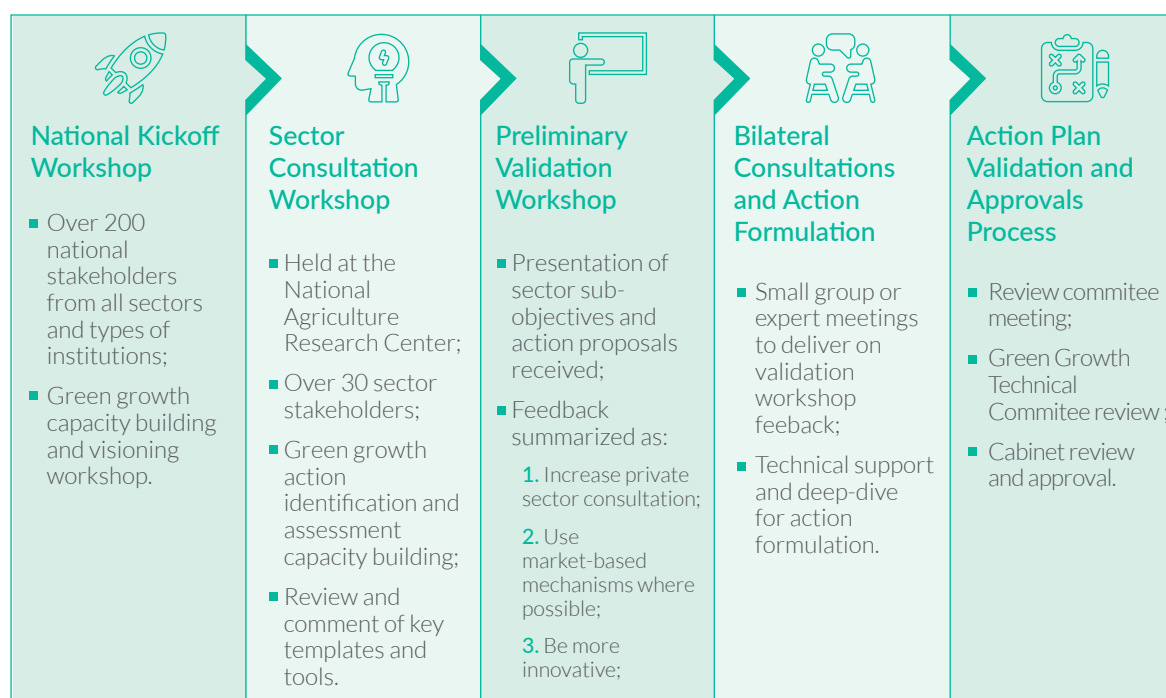 National Kickoff
Workshop
▪ Over 200
national
stakeholders
from all sectors
and types of
institutions;
▪ Green growth
capacity building
and visioning
workshop.
Sector
Consultation
Workshop
▪ Held at the
National
Agriculture
Research Center;
▪ Over 30 sector
stakeholders;
▪ Green growth
action
identification and
assessment
capacity building;
▪ Review and
comment of key
templates and
tools.
Preliminary
Validation
Workshop
▪ Presentation of
sector sub-
objectives and
action proposals
received;
▪ Feedback
summarized as:
1. Increase private
sector consultation;
2. Use
market-based
mechanisms where
possible;
3. Be more
innovative;
Bilateral
Consultations
and Action
Formulation
▪ Small group or
expert meetings
to deliver on
validation
workshop
feeback;
▪ Technical support
and deep-dive
for action
formulation.
Action Plan
Validation and
Approvals
Process
▪ Review commitee
meeting;
▪ Green Growth
Technical
Commitee review ;
▪ Cabinet review
and approval.